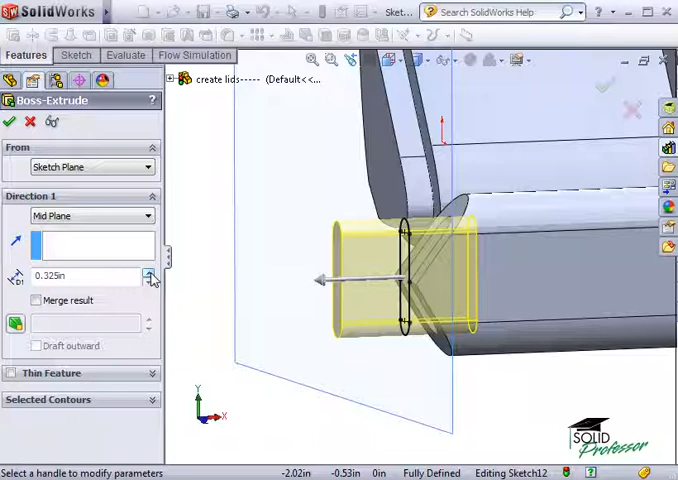 SW SolidWorks
Sket...
Search SolidWorks Help
Features
Sketch
Evaluate
Flow Simulation
create lids----- (Default<<...
Boss-Extrude
?
From
Sketch Plane
Direction 1
Mid Plane
D1
0.325in
Merge result
Draft outward
Thin Feature
Selected Contours
Y
X
SOLID
Professor
Select a handle to modify parameters
-2.02in
-0.53in
0in
Fully Defined
Editing Sketch12
?